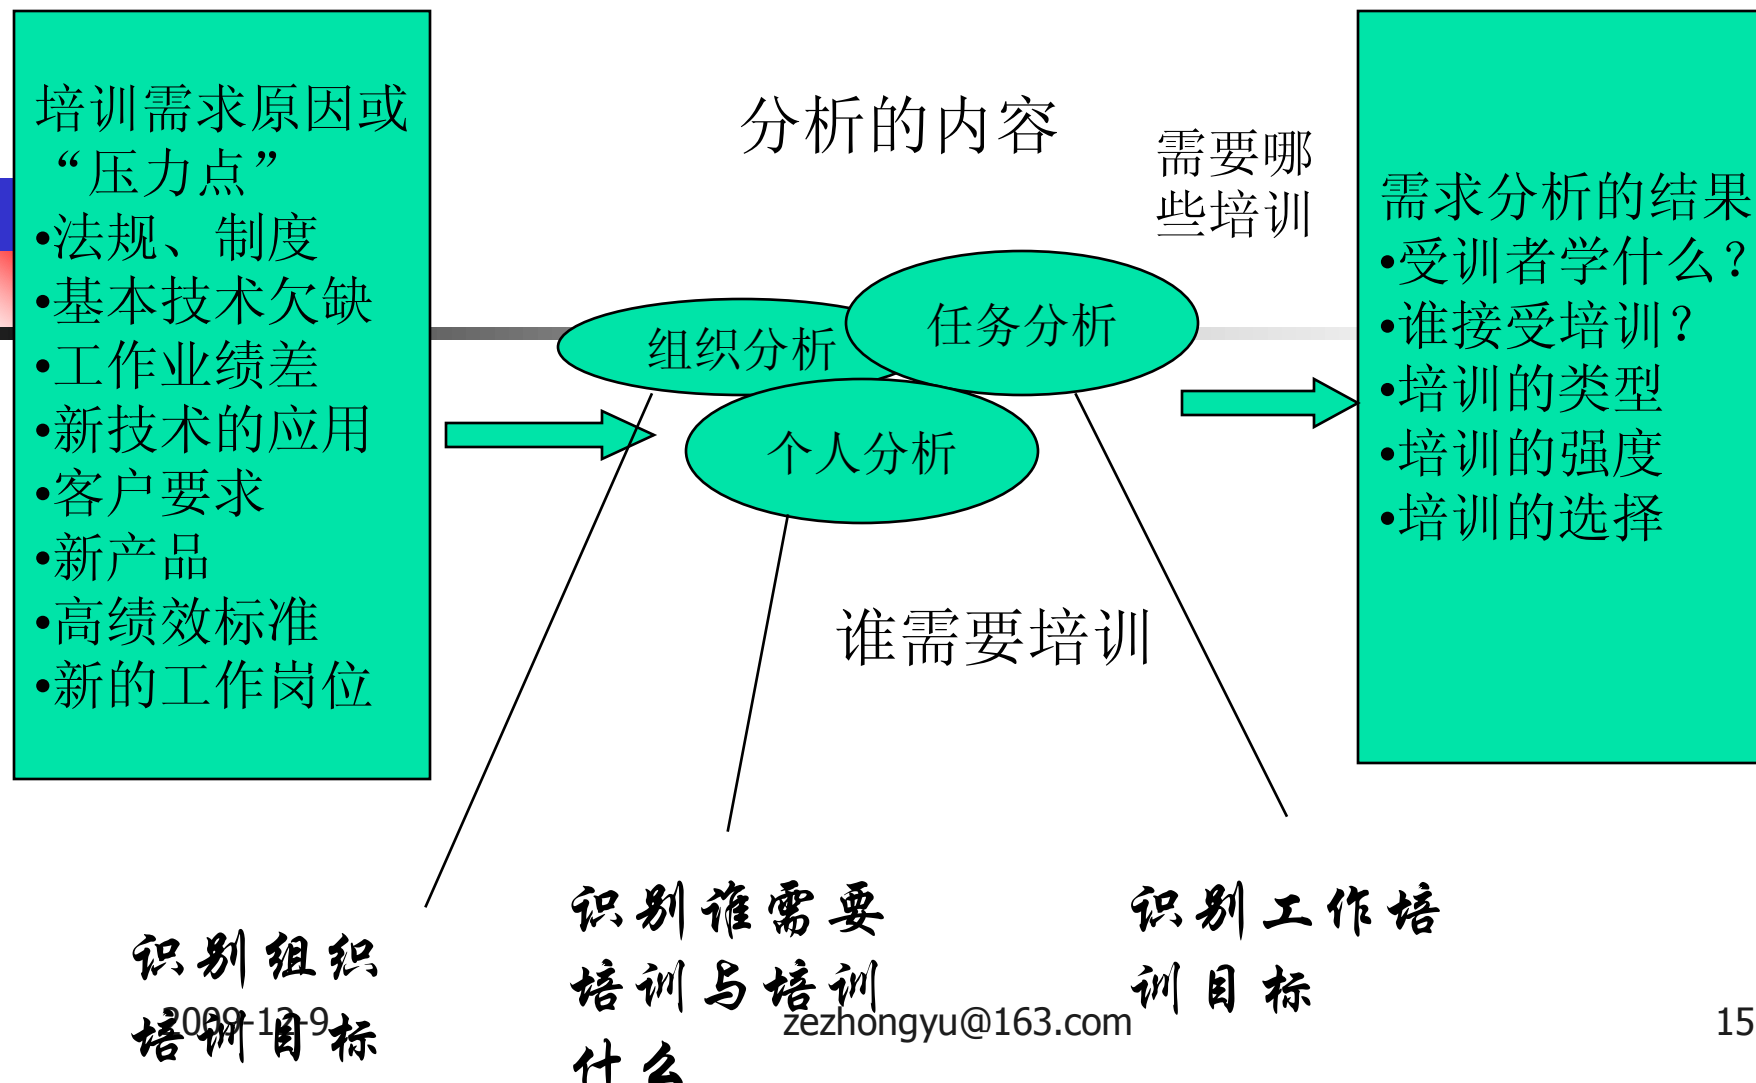 培训需求原因或
“压力点”
•法规、制度
•基本技术欠缺
•工作业绩差
•新技术的应用
•客户要求
•新产品
•高绩效标准
•新的工作岗位
分析的内容
需要哪
些培训
组织分析
任务分析
个人分析
谁需要培训
需求分析的结果
•受训者学什么？
•谁接受培训？
•培训的类型
•培训的强度
•培训的选择
识别组织
培训目标
识别谁需要
培训与培训
什么
识别工作培
训目标
2009-12-9
zezhongyu@163.com
15